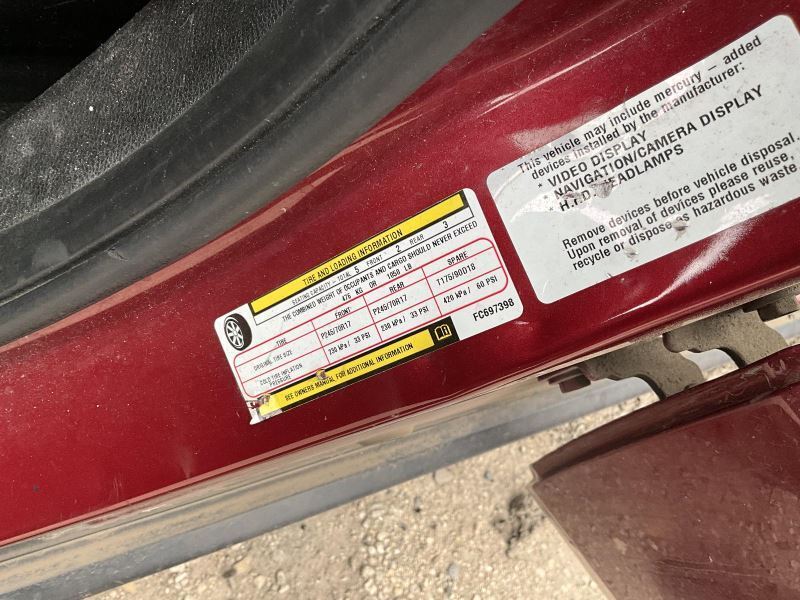 TIRE AND LOADING INFORMATION
SEATING CAPACITY - TOTAL 5 FRONT 2 REAR 3
THE COMBINED WEIGHT OF OCCUPANTS AND CARGO SHOULD NEVER EXCEED
476 KG OR 1050 LB
TIRE FRONT REAR SPARE
ORIGINAL TIRE SIZE P245/70R17 P245/70R17 T175/90D18
COLD TIRE INFLATION PRESSURE 230 kPa / 33 PSI 230 kPa / 33 PSI 420 kPa / 60 PSI
SEE OWNERS MANUAL FOR ADDITIONAL INFORMATION
FC697398
This vehicle may include mercury - added
devices installed by the manufacturer:
* VIDEO DISPLAY
* NAVIGATION/CAMERA DISPLAY
H.I.D. HEADLAMPS
Remove devices before vehicle disposal.
Upon removal of devices please reuse,
recycle or dispose as hazardous waste